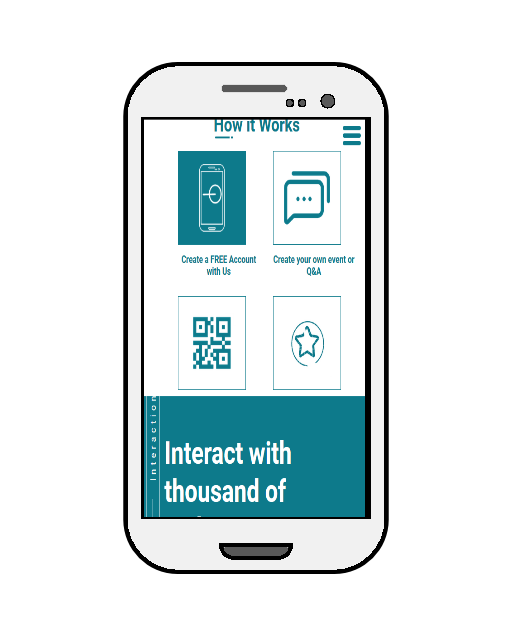 How it Works
Create a FREE Account
with Us
Create your own event or
Q&A
Interaction
Interact with
thousand of